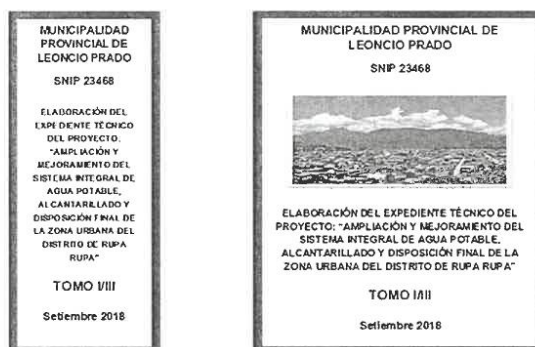 MUNICIPALIDAD
PROVINCIAL DE
LEONCIO PRADO
SNIP 23468
ELABORACIÓN DEL
EXPEDIENTE TÉCNICO
DEL PROYECTO:
"AMPLIACIÓN Y
MEJORAMIENTO DEL
SISTEMA INTEGRAL DE
AGUA POTABLE,
ALCANTARILLADO Y
DISPOSICIÓN FINAL DE
LA ZONA URBANA DEL
DISTRITO DE RUPA
RUPA"
TOMO I/III
Setiembre 2018
MUNICIPALIDAD PROVINCIAL DE
LEONCIO PRADO
SNIP 23468
ELABORACIÓN DEL EXPEDIENTE TÉCNICO DEL
PROYECTO: "AMPLIACIÓN Y MEJORAMIENTO DEL
SISTEMA INTEGRAL DE AGUA POTABLE,
ALCANTARILLADO Y DISPOSICIÓN FINAL DE LA
ZONA URBANA DEL DISTRITO DE RUPA RUPA"
TOMO I/III
Setiembre 2018